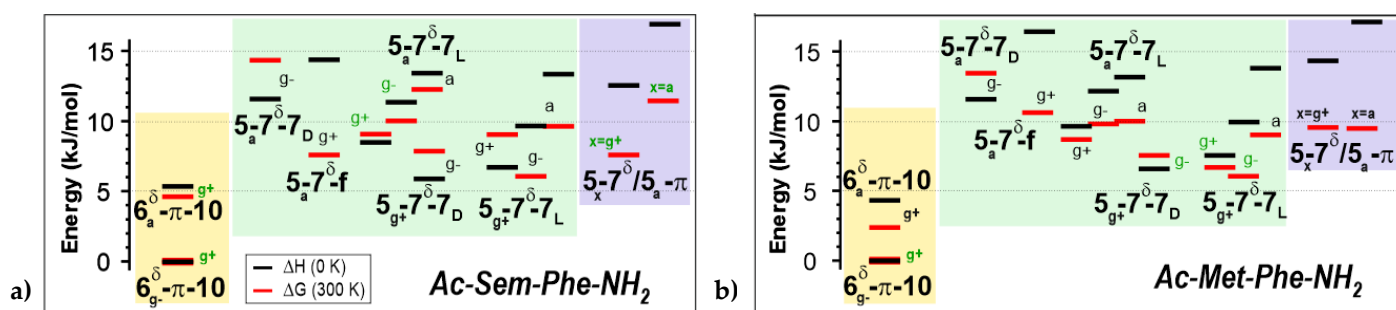 a)
Energy (kJ/mol)
15
10
5
0
6aδ-π-10
g+
6g-δ-π-10
g+
g-
5a-7δ-7D
g+
5a-7δ-f
5a-7δ-7L
g-
a
g+
g-
5g+-7δ-7D
g+
a
g-
5g+-7δ-7L
x=a
x=g+
5x-7δ/5a-π
ΔH (0 K)
ΔG (300 K)
Ac-Sem-Phe-NH2
b)
Energy (kJ/mol)
15
10
5
0
6aδ-π-10
g+
6g-δ-π-10
g+
5a-7δ-7D
g-
g+
5a-7δ-f
5a-7δ-7L
g-
a
g+
g-
5g+-7δ-7D
g+
a
g-
5g+-7δ-7L
x=g+
x=a
5x-7δ/5a-π
Ac-Met-Phe-NH2